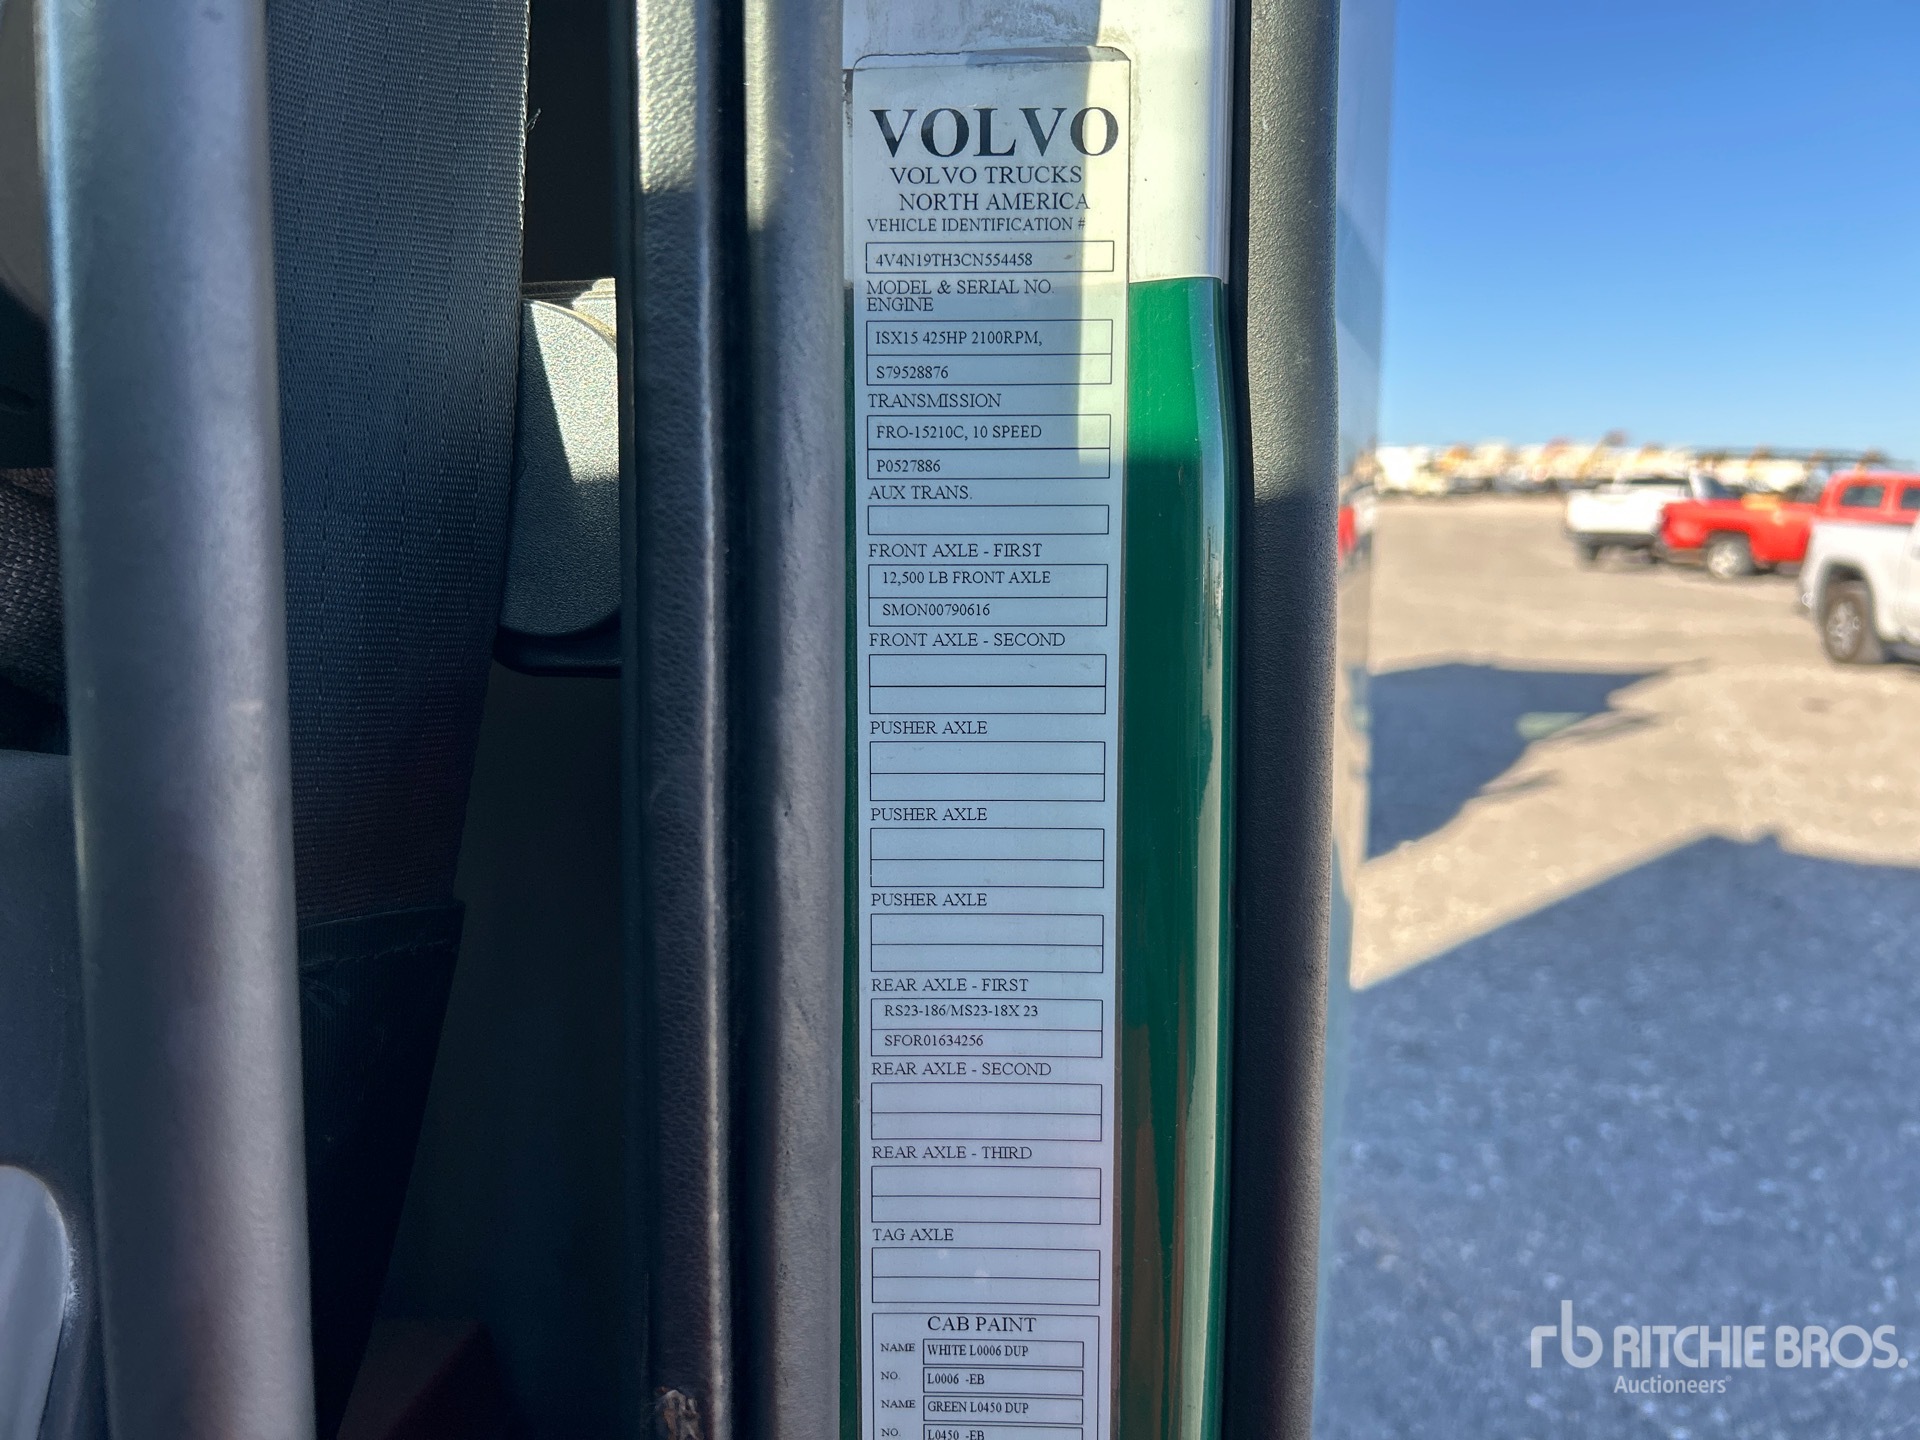 VOLVO
VOLVO TRUCKS
NORTH AMERICA
VEHICLE IDENTIFICATION #
4V4N19TH3CN554458
MODEL & SERIAL NO.
ENGINE
ISX15 425HP 2100RPM,
S79528876
TRANSMISSION
FRO-15210C, 10 SPEED
P0527886
AUX TRANS.
FRONT AXLE - FIRST
12,500 LB FRONT AXLE
SMON00790616
FRONT AXLE - SECOND
PUSHER AXLE
PUSHER AXLE
PUSHER AXLE
REAR AXLE - FIRST
RS23-186/MS23-18X 23
SFOR01634256
REAR AXLE - SECOND
REAR AXLE - THIRD
TAG AXLE
CAB PAINT
NAME WHITE L0006 DUP
NO. L0006 -EB
NAME GREEN L0450 DUP
NO. L0450 -EB
rb RITCHIE BROS.
Auctioneers